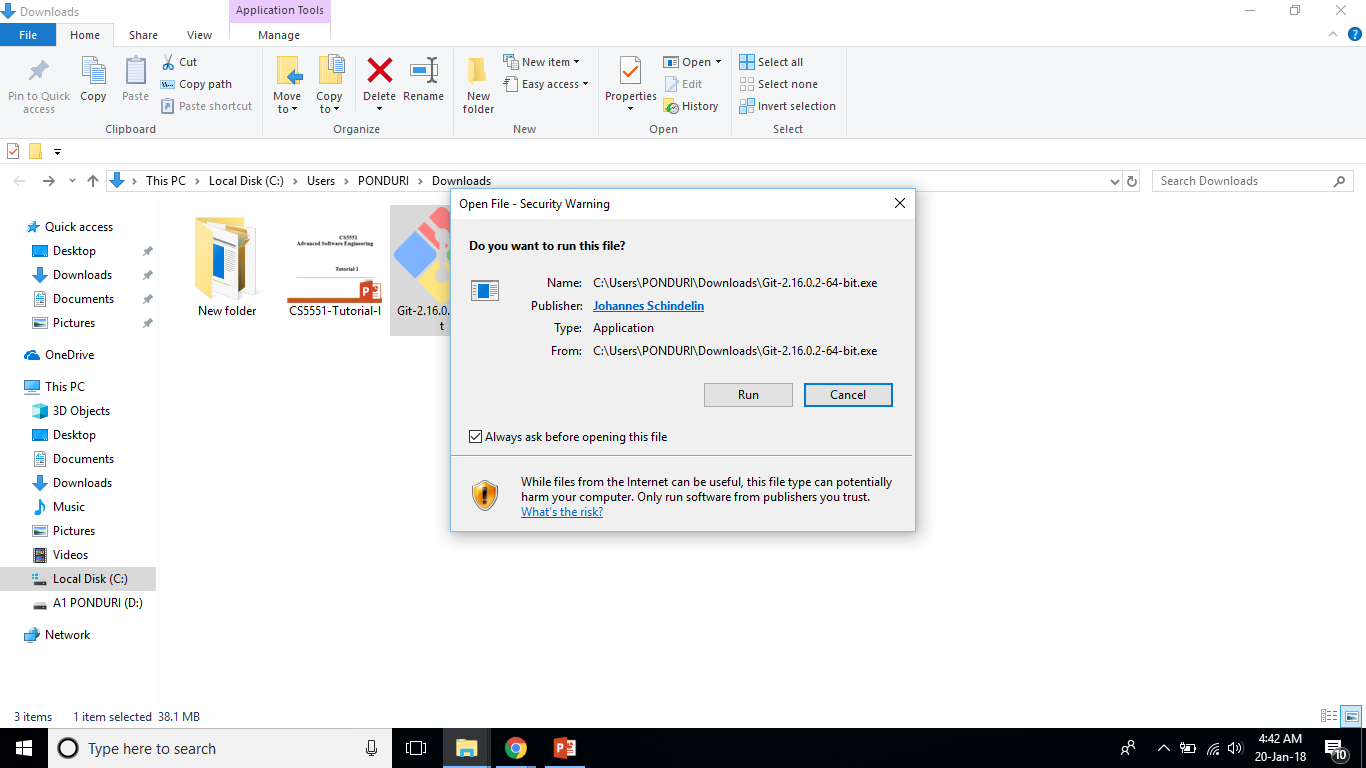 Downloads
Application Tools
File
Home
Share
View
Manage
Pin to Quick
access
Copy
Paste
Cut
Copy path
Paste shortcut
Clipboard
Move
to
Copy
to
Delete
Rename
Organize
New
folder
New item
Easy access
New
Properties
Open
Edit
History
Open
Select all
Select none
Invert selection
Select
This PC
Local Disk (C:)
Users
PONDURI
Downloads
Search Downloads
Quick access
Desktop
Downloads
Documents
Pictures
OneDrive
This PC
3D Objects
Desktop
Documents
Downloads
Music
Pictures
Videos
Local Disk (C:)
A1 PONDURI (D:)
Network
New folder
CS5551
Advanced Software Engineering
Tutorial 1
CS5551-Tutorial-I
Git-2.16.0.
t
Open File - Security Warning
Do you want to run this file?
Name: C:\Users\PONDURI\Downloads\Git-2.16.0.2-64-bit.exe
Publisher: Johannes Schindelin
Type: Application
From: C:\Users\PONDURI\Downloads\Git-2.16.0.2-64-bit.exe
Run
Cancel
Always ask before opening this file
While files from the Internet can be useful, this file type can potentially
harm your computer. Only run software from publishers you trust.
What's the risk?
3 items
1 item selected 38.1 MB
Type here to search
4:42 AM
20-Jan-18
10